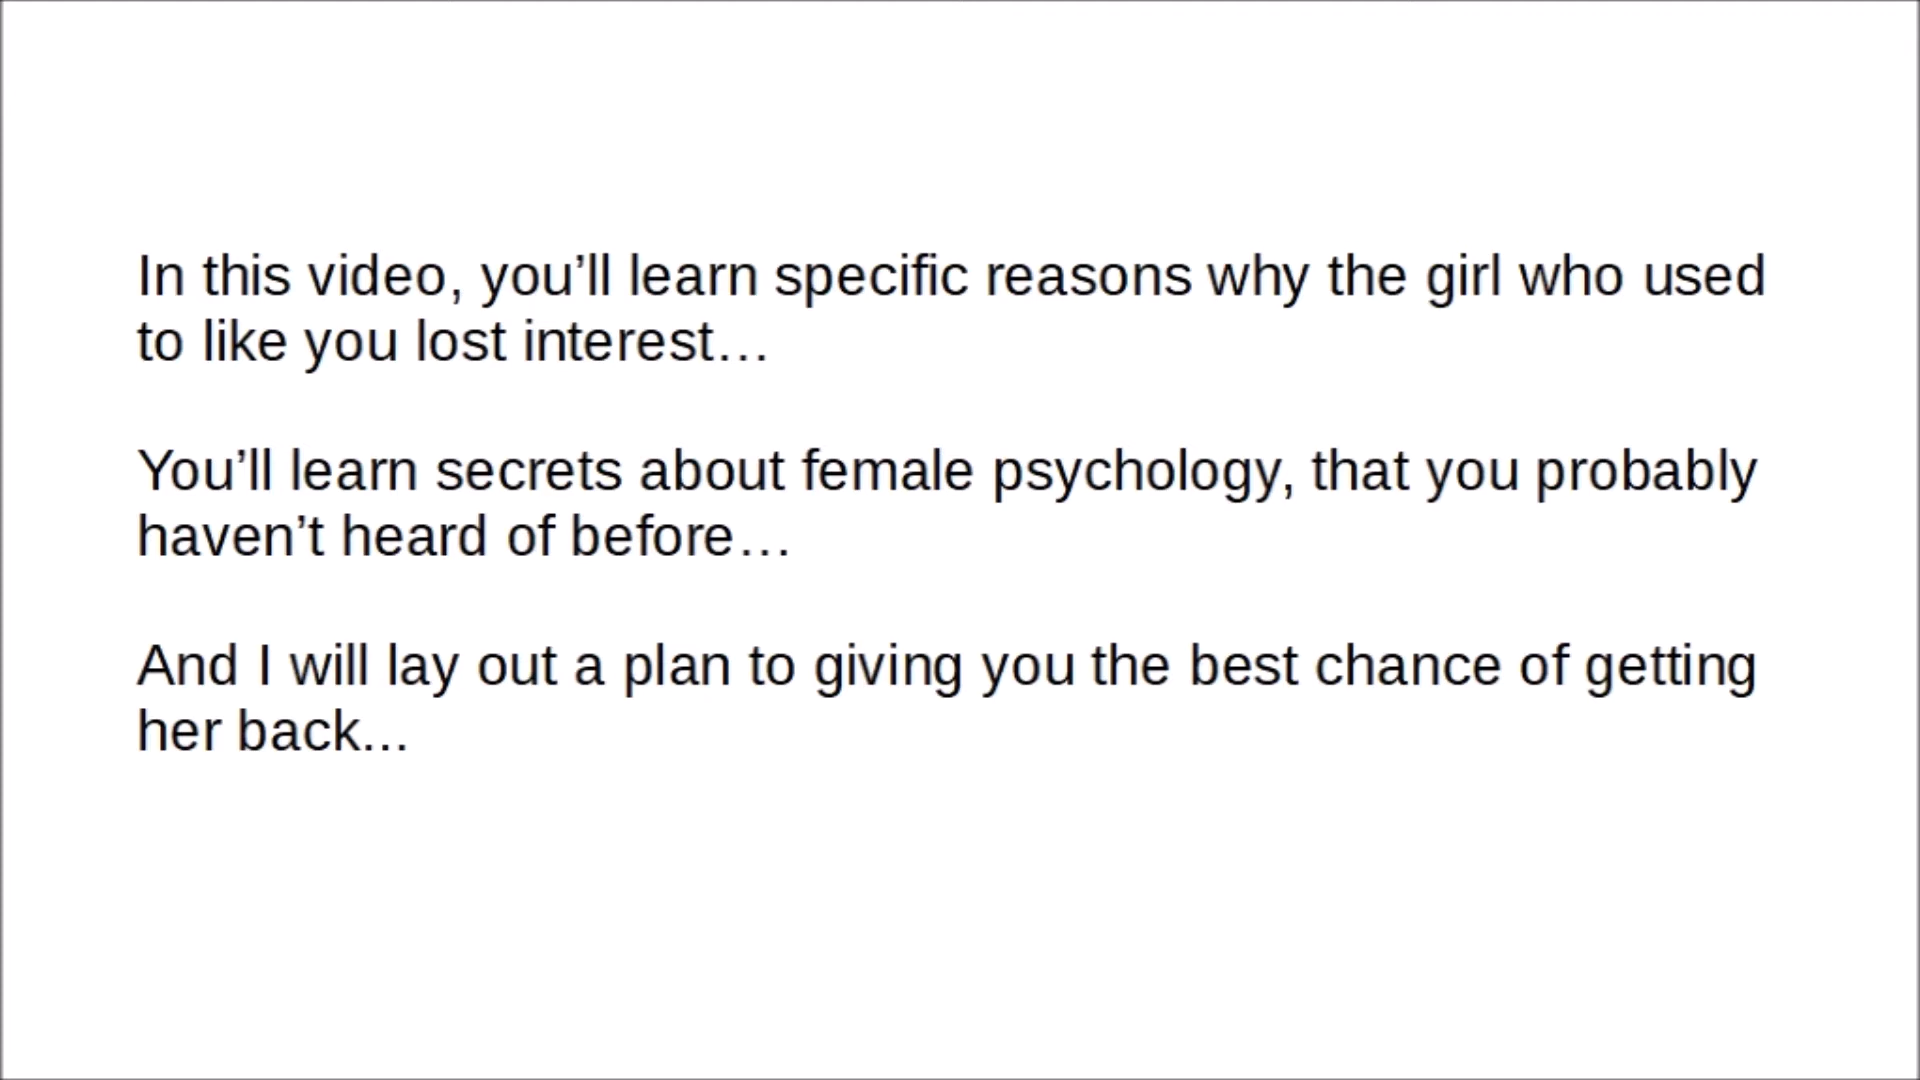 In this video, you’ll learn specific reasons why the girl who used
to like you lost interest…
You’ll learn secrets about female psychology, that you probably
haven’t heard of before…
And I will lay out a plan to giving you the best chance of getting
her back...